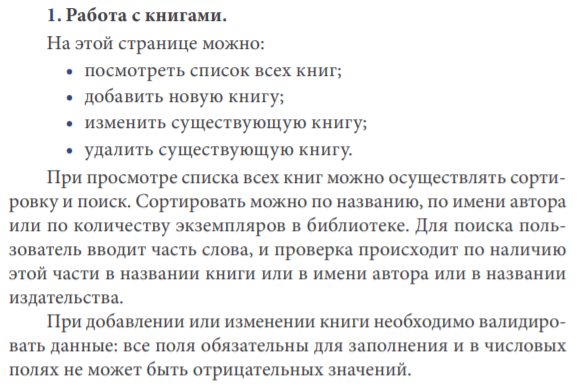 1. Работа с книгами.
На этой странице можно:
• посмотреть список всех книг;
• добавить новую книгу;
• изменить существующую книгу;
• удалить существующую книгу.
При просмотре списка всех книг можно осуществлять сорти-
ровку и поиск. Сортировать можно по названию, по имени автора
или по количеству экземпляров в библиотеке. Для поиска поль-
зователь вводит часть слова, и проверка происходит по наличию
этой части в названии книги или в имени автора или в названии
издательства.
При добавлении или изменении книги необходимо валидиро-
вать данные: все поля обязательны для заполнения и в числовых
полях не может быть отрицательных значений.